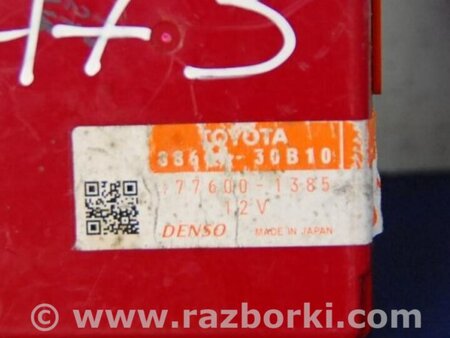 TOYOTA
-30B10
77600-1385
12V
DENSO MADE IN JAPAN
© www.razborki.com